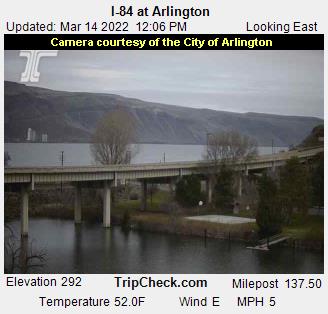 I-84 at Arlington
Updated: Mar 14 2022 12:06 PM Looking East
Camera courtesy of the City of Arlington
Elevation 292 TripCheck.com Milepost 137.50
Temperature 52.0F Wind E MPH 5